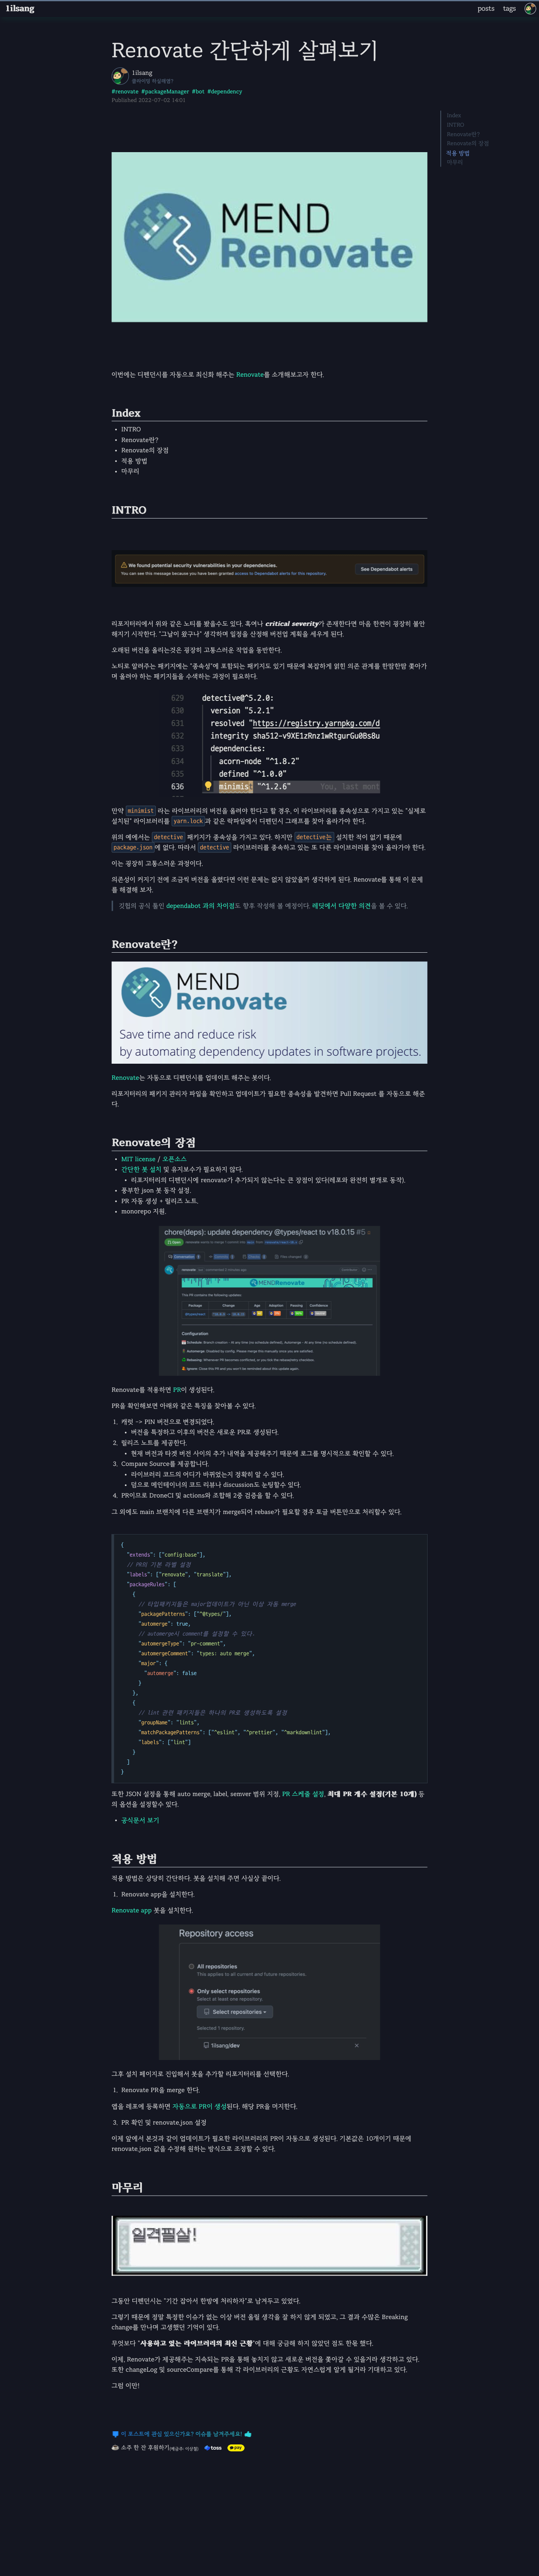 1ilsang
posts tags
Renovate 간단하게 살펴보기
1ilsang
#renovate #packageManager #bot #dependency
Published 2022-07-02 14:01
Index
INTRO
Renovate란?
Renovate의 장점
적용 방법
마무리
MEND
Renovate
이번에는 디펜던시를 자동으로 최신화 해주는 Renovate를 소개해보고자 한다.
Index
INTRO
Renovate란?
Renovate의 장점
적용 방법
마무리
INTRO
We found potential security vulnerabilities in your dependencies.
You can see this message because you have been granted access to Dependabot alerts for this repository.
See Dependabot alerts
리포지터리에서 위와 같은 노티를 봤을수도 있다. 혹여나 critical severity가 존재한다면 마음 한켠이 굉장히 불안
해지기 시작한다. "그날이 왔구나" 생각하며 일정을 산정해 버전업 계획을 세우게 된다.
오래된 버전을 올리는것은 굉장히 고통스러운 작업을 동반한다.
노티로 알려주는 패키지에는 "종속성"에 포함되는 패키지도 있기 때문에 복잡하게 얽힌 의존 관계를 한땀한땀 쫓아가
며 올려야 하는 패키지들을 수색하는 과정이 필요하다.
629 detective@^5.2.0:
630 version "5.2.1"
631 resolved "https://registry.yarnpkg.com/d
632 integrity sha512-v9XE1zRnz1wRtgurGu0Bs8u
633 dependencies:
634 acorn-node "^1.8.2"
635 defined "^1.0.0"
636 minimist "^1.2.6" You, last mont
만약 minimist 라는 라이브러리의 버전을 올려야 한다고 할 경우, 이 라이브러리를 종속성으로 가지고 있는 "실제로
설치된" 라이브러리를 yarn.lock과 같은 락파일에서 디펜던시 그래프를 찾아 올라가야 한다.
위의 예에서는 detective 패키지가 종속성을 가지고 있다. 하지만 detective는 설치한 적이 없기 때문에
package.json에 없다. 따라서 detective 라이브러리를 종속하고 있는 또 다른 라이브러리를 찾아 올라가야 한다.
이는 굉장히 고통스러운 과정이다.
의존성이 커지기 전에 조금씩 버전을 올렸다면 이런 문제는 없지 않았을까 생각하게 된다. Renovate를 통해 이 문제
를 해결해 보자.
깃헙의 공식 툴인 dependabot 과의 차이점도 향후 작성해 볼 예정이다. 레딧에서 다양한 의견을 볼 수 있다.
Renovate란?
MEND
Renovate
Save time and reduce risk
by automating dependency updates in software projects.
Renovate는 자동으로 디펜던시를 업데이트 해주는 봇이다.
리포지터리의 패키지 관리자 파일을 확인하고 업데이트가 필요한 종속성을 발견하면 Pull Request 를 자동으로 해준
다.
Renovate의 장점
MIT license / 오픈소스
간단한 봇 설치 및 유지보수가 필요하지 않다.
리포지터리의 디펜던시에 renovate가 추가되지 않는다는 큰 장점이 있다(레포와 완전히 별개로 동작).
풍부한 json 봇 동작 설정.
PR 자동 생성 + 릴리즈 노트.
monorepo 지원.
chore(deps): update dependency @types/react to v18.0.15 #5
Open
MEND Renovate
This PR contains the following updates:
Package Change Age Adoption Passing Confidence
Configuration
Renovate를 적용하면 PR이 생성된다.
PR을 확인해보면 아래와 같은 특징을 찾아볼 수 있다.
1. 캐럿 -> PIN 버전으로 변경되었다.
버전을 특정하고 이후의 버전은 새로운 PR로 생성된다.
2. 릴리즈 노트를 제공한다.
현재 버전과 타겟 버전 사이의 추가 내역을 제공해주기 때문에 로그를 명시적으로 확인할 수 있다.
3. Compare Source를 제공합니다.
라이브러리 코드의 어디가 바뀌었는지 정확히 알 수 있다.
덤으로 메인테이너의 코드 리뷰나 discussion도 눈팅할수 있다.
4. PR이므로 DroneCI 및 actions와 조합해 2중 검증을 할 수 있다.
그 외에도 main 브랜치에 다른 브랜치가 merge되어 rebase가 필요할 경우 토글 버튼만으로 처리할수 있다.
{
"extends": ["config:base"],
// PR의 기본 라벨 설정
"labels": ["renovate", "translate"],
"packageRules": [
{
// 타입패키지들은 major업데이트가 아닌 이상 자동 merge
"packagePatterns": ["^@types/"],
"automerge": true,
// automerge시 comment를 설정할 수 있다.
"automergeType": "pr-comment",
"automergeComment": "types: auto merge",
"major": {
"automerge": false
}
},
{
// lint 관련 패키지들은 하나의 PR로 생성하도록 설정
"groupName": "lints",
"matchPackagePatterns": ["^eslint", "^prettier", "^markdownlint"],
"labels": ["lint"]
}
]
}
또한 JSON 설정을 통해 auto merge, label, semver 범위 지정, PR 스케줄 설정, 최대 PR 개수 설정(기본 10개) 등
의 옵션을 설정할수 있다.
공식문서 보기
적용 방법
적용 방법은 상당히 간단하다. 봇을 설치해 주면 사실상 끝이다.
1. Renovate app을 설치한다.
Renovate app 봇을 설치한다.
Repository access
All repositories
This applies to all current and future repositories.
Only select repositories
Select at least one repository.
Select repositories
Selected 1 repository.
1ilsang/dev
그후 설치 페이지로 진입해서 봇을 추가할 리포지터리를 선택한다.
1. Renovate PR을 merge 한다.
앱을 레포에 등록하면 자동으로 PR이 생성된다. 해당 PR을 머지한다.
3. PR 확인 및 renovate.json 설정
이제 앞에서 본것과 같이 업데이트가 필요한 라이브러리의 PR이 자동으로 생성된다. 기본값은 10개이기 때문에
renovate.json 값을 수정해 원하는 방식으로 조정할 수 있다.
마무리
일격필살!
그동안 디펜던시는 "기간 잡아서 한방에 처리하자"로 남겨두고 있었다.
그렇기 때문에 정말 특정한 이슈가 없는 이상 버전 올릴 생각을 잘 하지 않게 되었고, 그 결과 수많은 Breaking
change를 만나며 고생했던 기억이 있다.
무엇보다 "사용하고 있는 라이브러리의 최신 근황"에 대해 궁금해 하지 않았던 점도 한몫 했다.
이제, Renovate가 제공해주는 지속되는 PR을 통해 놓치지 않고 새로운 버전을 쫓아갈 수 있을거라 생각하고 있다.
또한 changeLog 및 sourceCompare를 통해 각 라이브러리의 근황도 자연스럽게 알게 될거라 기대하고 있다.
그럼 이만!
이 포스트에 관심 있으신가요? 이슈를 남겨주세요!
소주 한 잔 후원하기(예금주: 이상철) toss pay